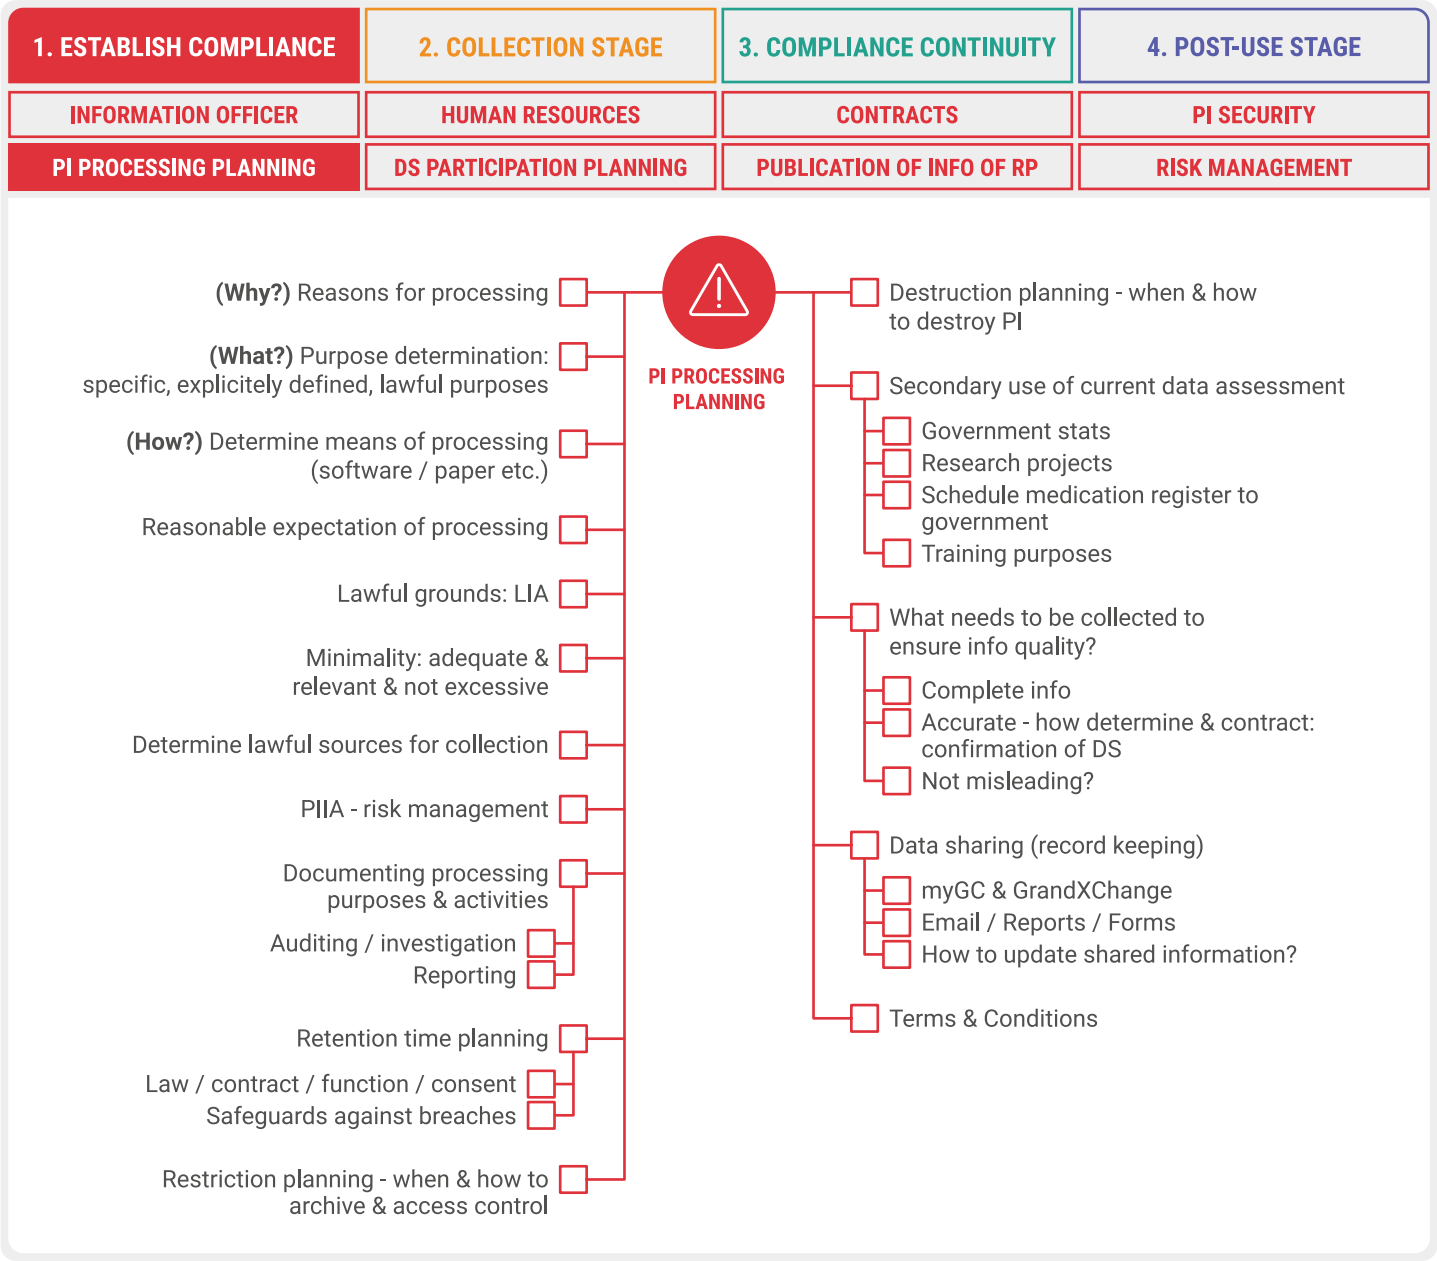 1. ESTABLISH COMPLIANCE
2. COLLECTION STAGE
3. COMPLIANCE CONTINUITY
4. POST-USE STAGE
INFORMATION OFFICER
HUMAN RESOURCES
CONTRACTS
PI SECURITY
PI PROCESSING PLANNING
DS PARTICIPATION PLANNING
PUBLICATION OF INFO OF RP
RISK MANAGEMENT
PI PROCESSING
PLANNING
(Why?) Reasons for processing
(What?) Purpose determination:
specific, explicitely defined, lawful purposes
(How?) Determine means of processing
(software / paper etc.)
Reasonable expectation of processing
Lawful grounds: LIA
Minimality: adequate &
relevant & not excessive
Determine lawful sources for collection
PIIA - risk management
Documenting processing
purposes & activities
Auditing / investigation
Reporting
Retention time planning
Law / contract / function / consent
Safeguards against breaches
Restriction planning - when & how to
archive & access control
Destruction planning - when & how
to destroy PI
Secondary use of current data assessment
Government stats
Research projects
Schedule medication register to
government
Training purposes
What needs to be collected to
ensure info quality?
Complete info
Accurate - how determine & contract:
confirmation of DS
Not misleading?
Data sharing (record keeping)
myGC & GrandXChange
Email / Reports / Forms
How to update shared information?
Terms & Conditions